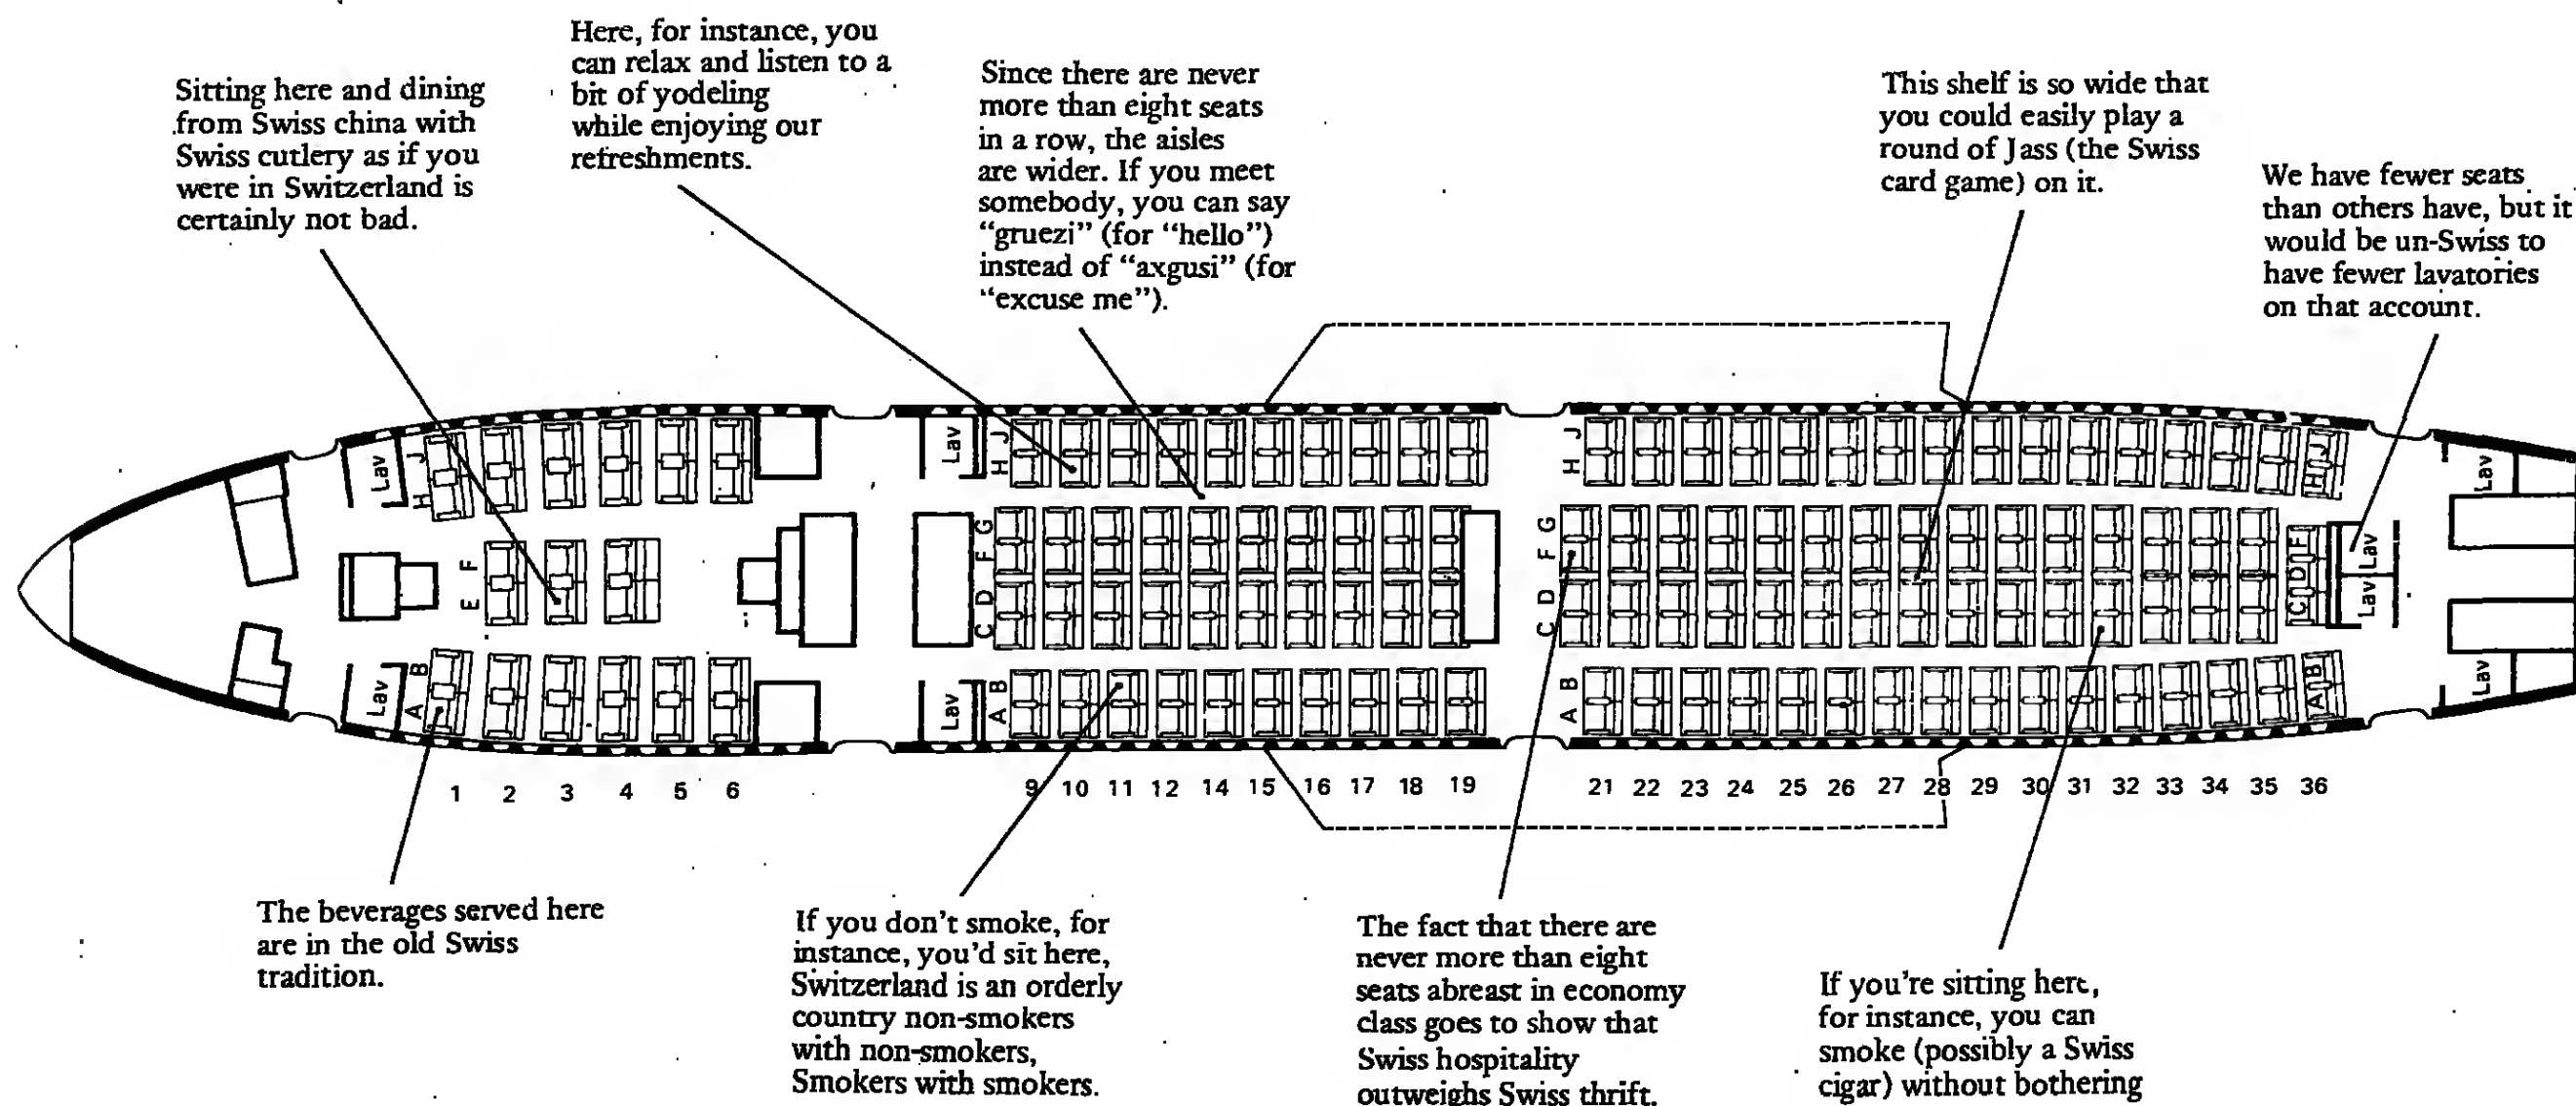 Sitting here and dining
from Swiss china with
Swiss cutlery as if you
were in Switzerland is
certainly not bad.
Here, for instance, you
can relax and listen to a
bit of yodeling
while enjoying our
refreshments.
Since there are never
more than eight seats
in a row, the aisles
are wider. If you meet
somebody, you can say
“gruezi” (for “hello”)
instead of “axgusi” (for
“excuse me”).
This shelf is so wide that
you could easily play a
round of Jass (the Swiss
card game) on it.
We have fewer seats
than others have, but it
would be un-Swiss to
have fewer lavatories
on that account.
Lav
H J
Lav
H J
H J
H J
Lav
E F
C D F G
C D F G
C D F
Lav Lav
Lav
A B
Lav
A B
A B
A B
Lav
1 2 3 4 5 6 9 10 11 12 14 15 16 17 18 19 21 22 23 24 25 26 27 28 29 30 31 32 33 34 35 36
The beverages served here
are in the old Swiss
tradition.
If you don’t smoke, for
instance, you’d sit here,
Switzerland is an orderly
country non-smokers
with non-smokers,
Smokers with smokers.
The fact that there are
never more than eight
seats abreast in economy
class goes to show that
Swiss hospitality
outweighs Swiss thrift.
If you’re sitting here,
for instance, you can
smoke (possibly a Swiss
cigar) without bothering